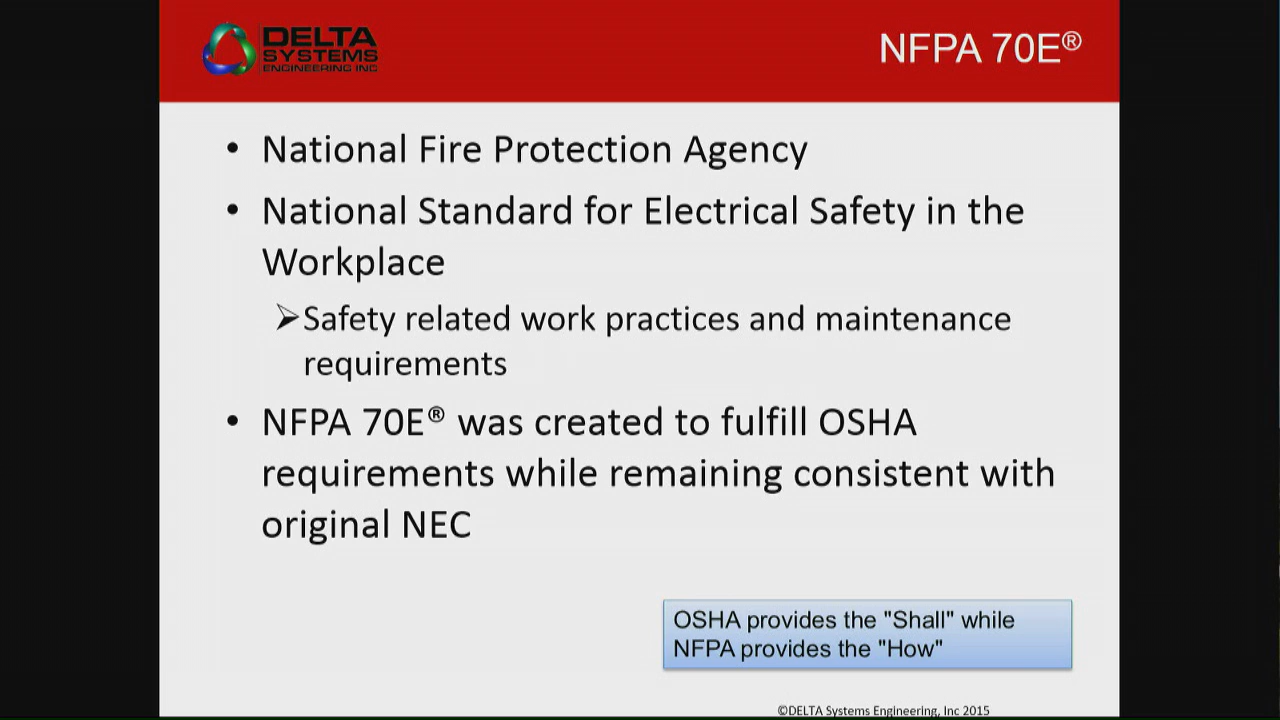 DELTA
SYSTEMS
ENGINEERING INC
NFPA 70E®
• National Fire Protection Agency
• National Standard for Electrical Safety in the
Workplace
➢Safety related work practices and maintenance
requirements
• NFPA 70E® was created to fulfill OSHA
requirements while remaining consistent with
original NEC
OSHA provides the "Shall" while
NFPA provides the "How"
©DELTA Systems Engineering, Inc 2015